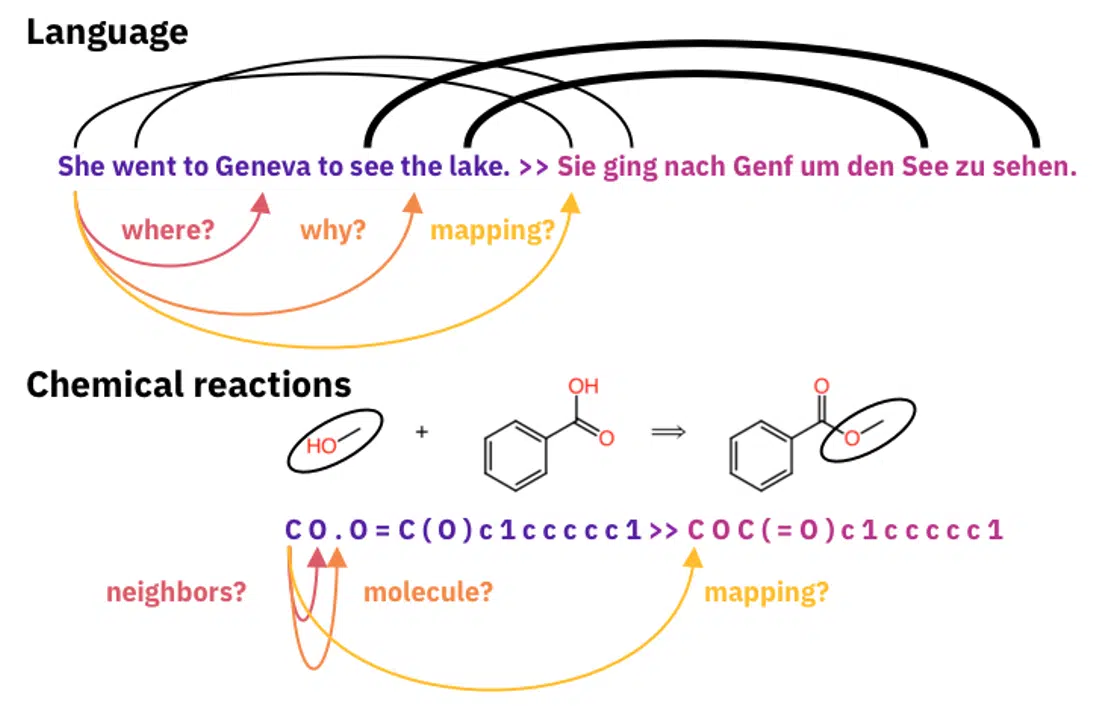 Language
She went to Geneva to see the lake. >> Sie ging nach Genf um den See zu sehen.
where? why? mapping?
Chemical reactions
OH O
HO + O ⇒ O
CO.O=C(O)c1ccccc1>>COC(=O)c1ccccc1
neighbors? molecule? mapping?